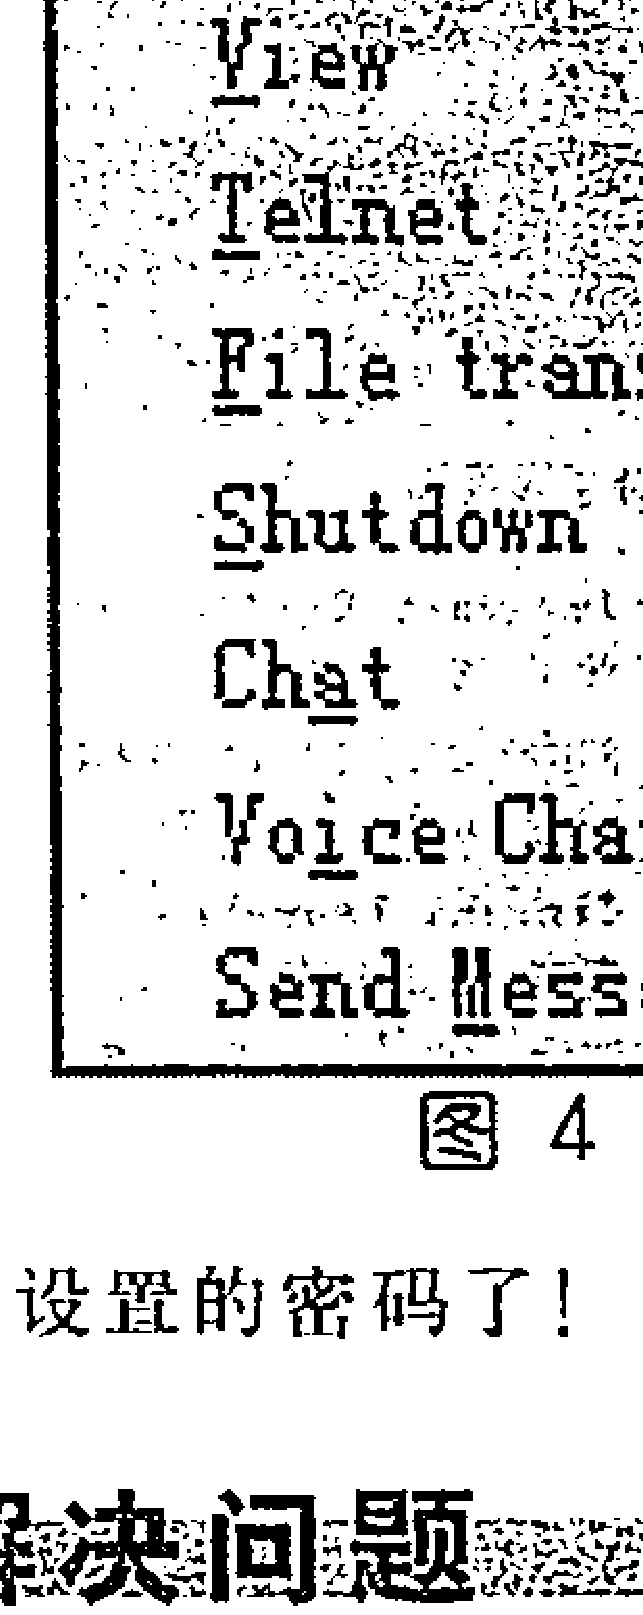 View
Telnet
File trans
Shutdown
Chat
Voice Cha
Send Mess
图 4
设置的密码了！
解决问题